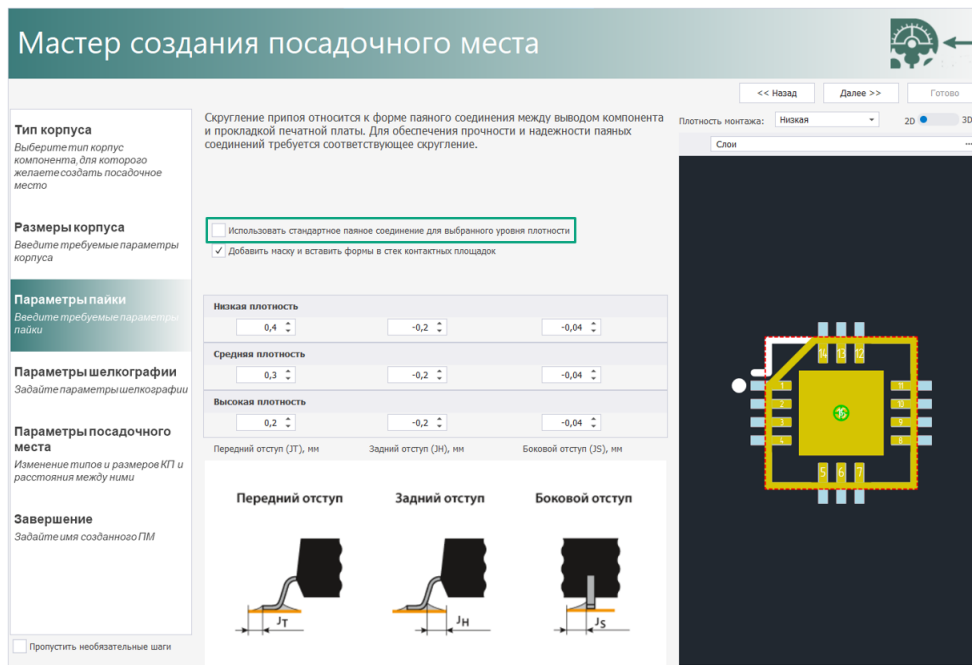 Мастер создания посадочного места
<< Назад
Далее >>
Готово
Тип корпуса
Выберите тип корпус
компонента, для которого
желаете создать посадочное
место
Размеры корпуса
Введите требуемые параметры
корпуса
Параметры пайки
Введите требуемые параметры
пайки
Параметры шелкографии
Задайте параметры шелкографии
Параметры посадочного
места
Изменение типов и размеров КП и
расстояния между ними
Завершение
Задайте имя созданного ПМ
Пропустить необязательные шаги
Скругление припоя относится к форме паяного соединения между выводом компонента
и прокладкой печатной платы. Для обеспечения прочности и надежности паяных
соединений требуется соответствующее скругление.
Использовать стандартное паяное соединение для выбранного уровня плотности
Добавить маску и вставить формы в стек контактных площадок
Низкая плотность
0,4 -0,2 -0,04
Средняя плотность
0,3 -0,2 -0,04
Высокая плотность
0,2 -0,2 -0,04
Передний отступ (JT), мм Задний отступ (JH), мм Боковой отступ (JS), мм
Передний отступ Задний отступ Боковой отступ
JT JH JS
Плотность монтажа: Низкая 2D 3D
Слои ...
14 13 12
1 11
2 10
3 9
4 8
5 6 7